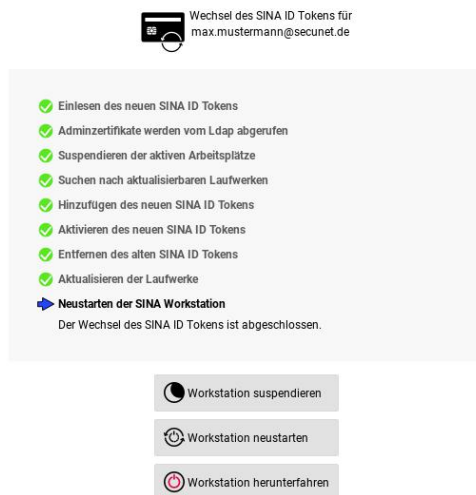 Wechsel des SINA ID Tokens für
max.mustermann@secunet.de
Einlesen des neuen SINA ID Tokens
Adminzertifikate werden vom Ldap abgerufen
Suspendieren der aktiven Arbeitsplätze
Suchen nach aktualisierbaren Laufwerken
Hinzufügen des neuen SINA ID Tokens
Aktivieren des neuen SINA ID Tokens
Entfernen des alten SINA ID Tokens
Aktualisieren der Laufwerke
Neustarten der SINA Workstation
Der Wechsel des SINA ID Tokens ist abgeschlossen.
Workstation suspendieren
Workstation neustarten
Workstation herunterfahren